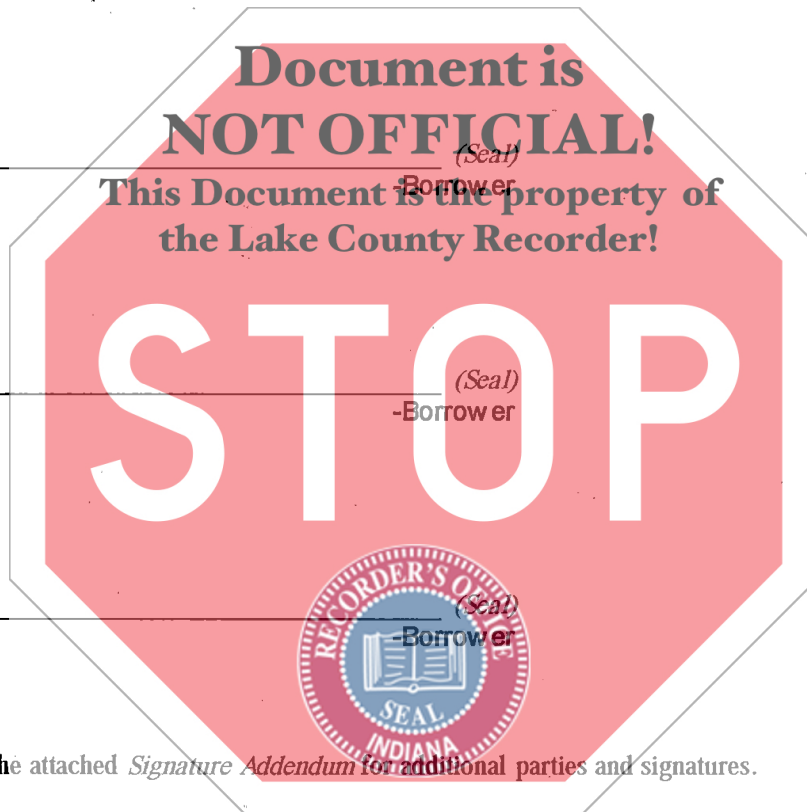 Document is
NOT OFFICIAL!
(Seal)
-Borrower
This Document is the property of
the Lake County Recorder!
STOP
(Seal)
-Borrower
RECORDER'S OFFICE
(Seal)
-Borrower
SEAL
INDIANA
he attached Signature Addendum for additional parties and signatures.